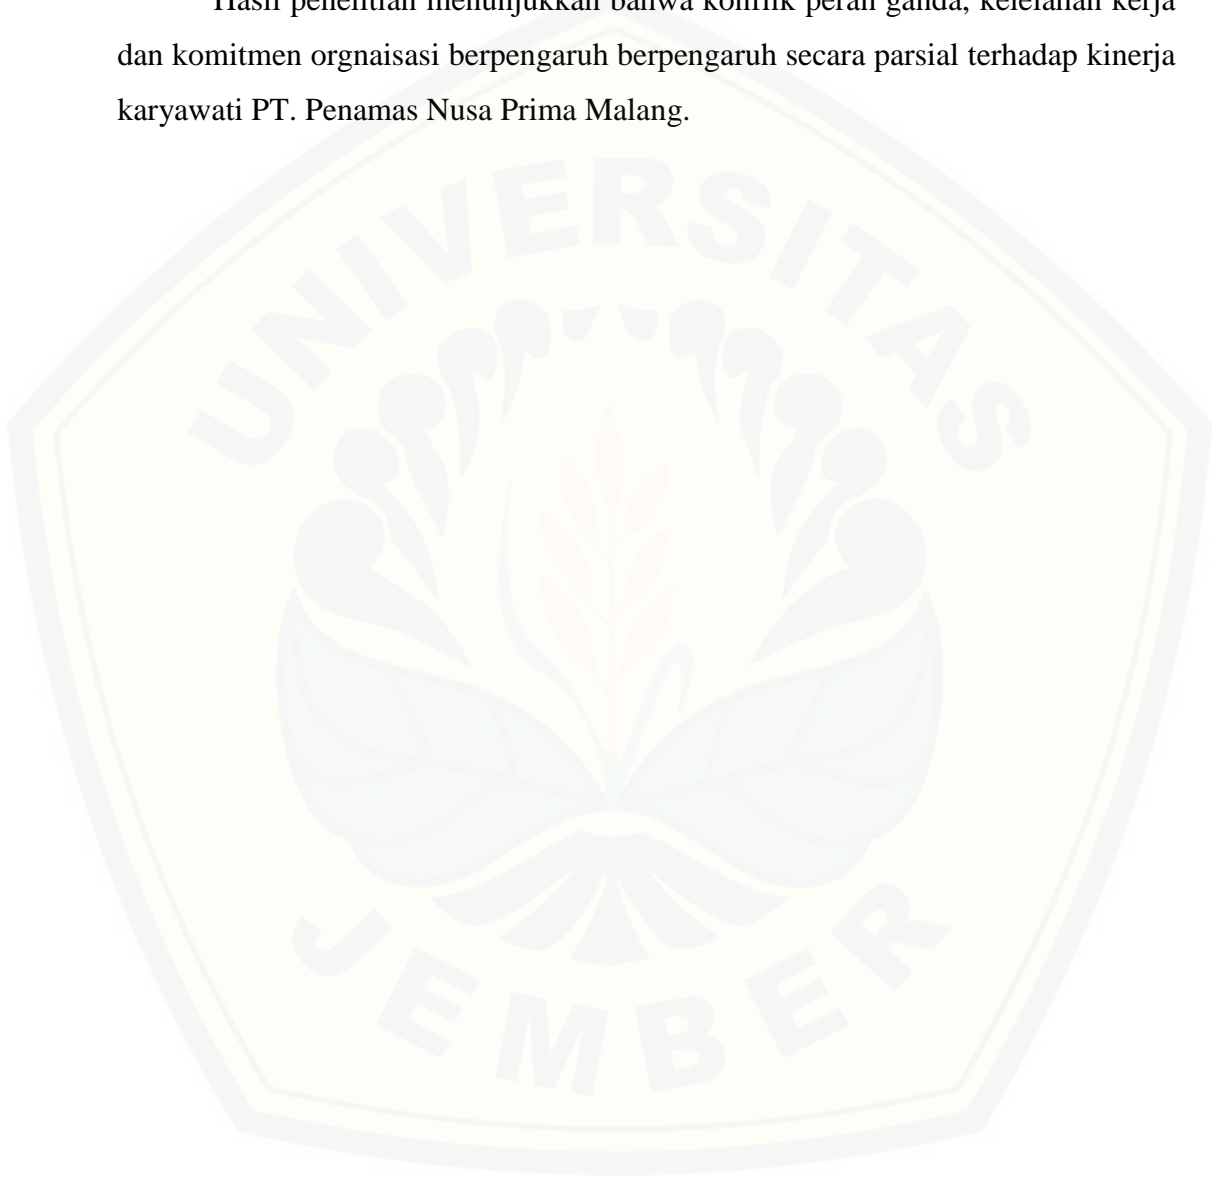 Hasil penelitian menunjukkan bahwa konflik peran ganda, kelelahan kerja
dan komitmen orgnaisasi berpengaruh berpengaruh secara parsial terhadap kinerja
karyawati PT. Penamas Nusa Prima Malang.
UNIVERSITAS
JEMBER